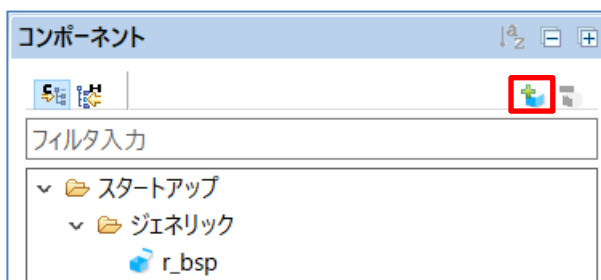 コンポーネント
フィルタ入力
スタートアップ
ジェネリック
r_bsp